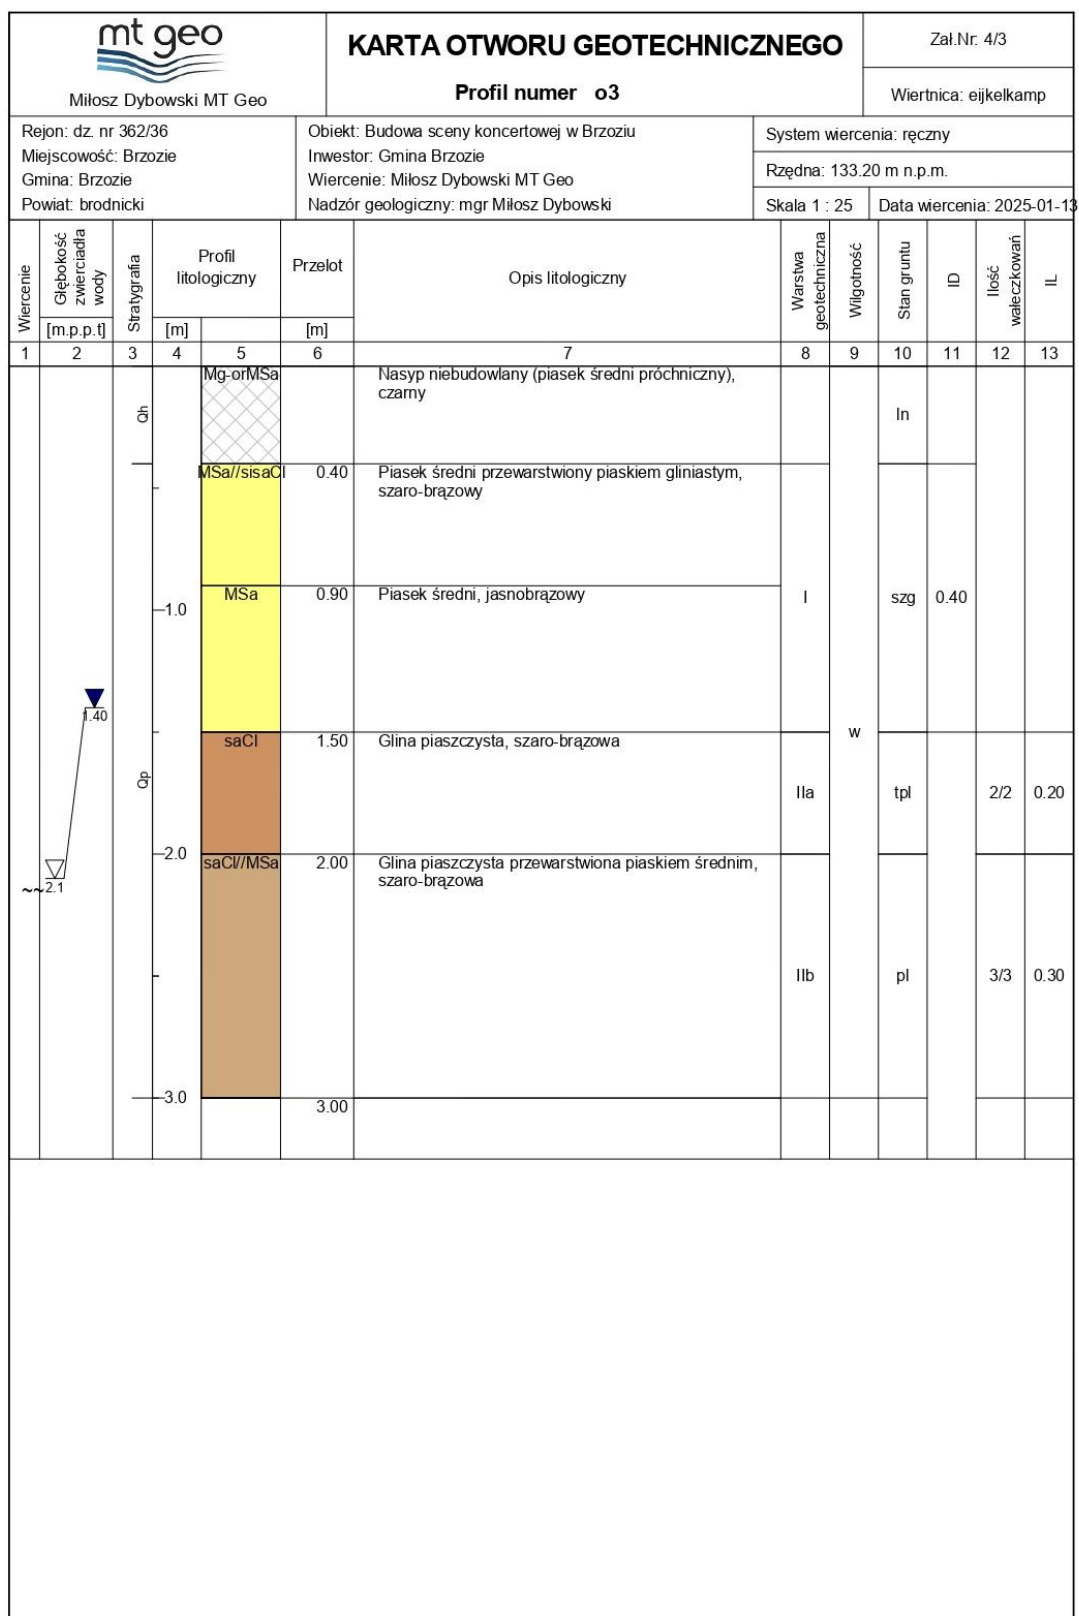 mt geo
Miłosz Dybowski MT Geo
KARTA OTWORU GEOTECHNICZNEGO
Profil numer o3
Zał.Nr: 4/3
Wiertnica: eijkelkamp
Rejon: dz. nr 362/36
Miejscowość: Brzozie
Gmina: Brzozie
Powiat: brodnicki
Obiekt: Budowa sceny koncertowej w Brzoziu
Inwestor: Gmina Brzozie
Wiercenie: Miłosz Dybowski MT Geo
Nadzór geologiczny: mgr Miłosz Dybowski
System wiercenia: ręczny
Rzędna: 133.20 m n.p.m.
Skala 1 : 25
Data wiercenia: 2025-01-13
Wiercenie
Głębokość
zwierciadła
wody
[m.p.p.t]
Stratygrafia
Profil
litologiczny
[m]
Przelot
[m]
Opis litologiczny
Warstwa
geotechniczna
Wilgotność
Stan gruntu
ID
Ilość
wałeczkowań
IL
1 2 3 4 5 6 7 8 9 10 11 12 13
Mg-orMSa
Nasyp niebudowlany (piasek średni próchniczny),
czarny
Qh
ln
MSa//sisaCl 0.40 Piasek średni przewarstwiony piaskiem gliniastym,
szaro-brązowy
MSa 0.90 Piasek średni, jasnobrązowy
1.0
I szg 0.40
1.40
saCl 1.50 Glina piaszczysta, szaro-brązowa
w
Qp
IIa tpl 2/2 0.20
2.0
saCl//MSa 2.00 Glina piaszczysta przewarstwiona piaskiem średnim,
szaro-brązowa
~~2.1
IIb pl 3/3 0.30
3.0
3.00